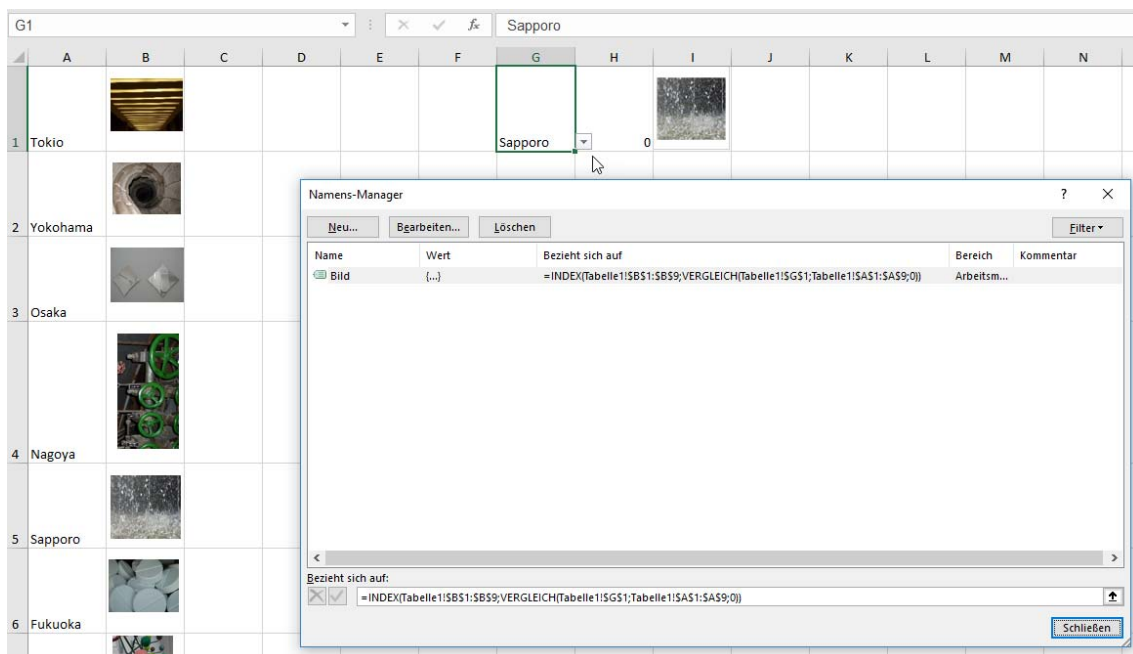 G1 fx Sapporo
A B C D E F G H I J K L M N
1 Tokio Sapporo 0
2 Yokohama
3 Osaka
4 Nagoya
5 Sapporo
6 Fukuoka
Namens-Manager ? ×
Neu... Bearbeiten... Löschen Filter
Name Wert Bezieht sich auf Bereich Kommentar
Bild {...} =INDEX(Tabelle1!$B$1:$B$9;VERGLEICH(Tabelle1!$G$1;Tabelle1!$A$1:$A$9;0)) Arbeitsm...
Bezieht sich auf:
=INDEX(Tabelle1!$B$1:$B$9;VERGLEICH(Tabelle1!$G$1;Tabelle1!$A$1:$A$9;0))
Schließen